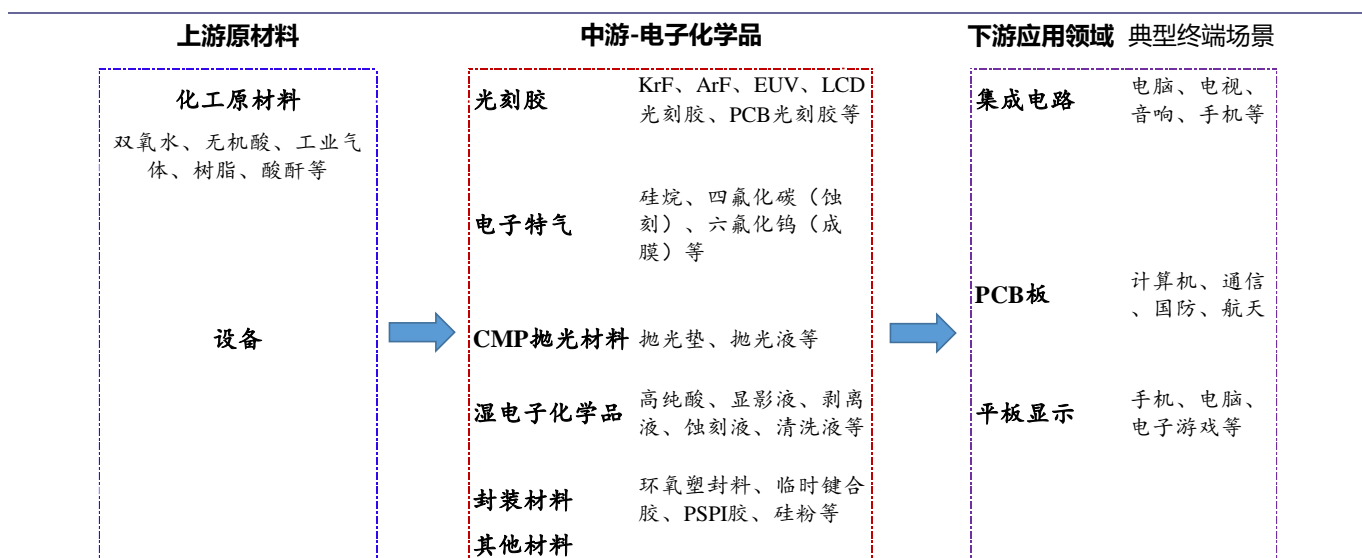 上游原材料
化工原材料
双氧水、无机酸、工业气
体、树脂、酸酐等
设备
中游-电子化学品
光刻胶
KrF、ArF、EUV、LCD
光刻胶、PCB光刻胶等
电子特气
硅烷、四氟化碳（蚀
刻）、六氟化钨（成
膜）等
CMP抛光材料
抛光垫、抛光液等
湿电子化学品
高纯酸、显影液、剥离
液、蚀刻液、清洗液等
封装材料
环氧塑封料、临时键合
胶、PSPI胶、硅粉等
其他材料
下游应用领域
典型终端场景
集成电路
电脑、电视、
音响、手机等
PCB板
计算机、通信
、国防、航天
平板显示
手机、电脑、
电子游戏等